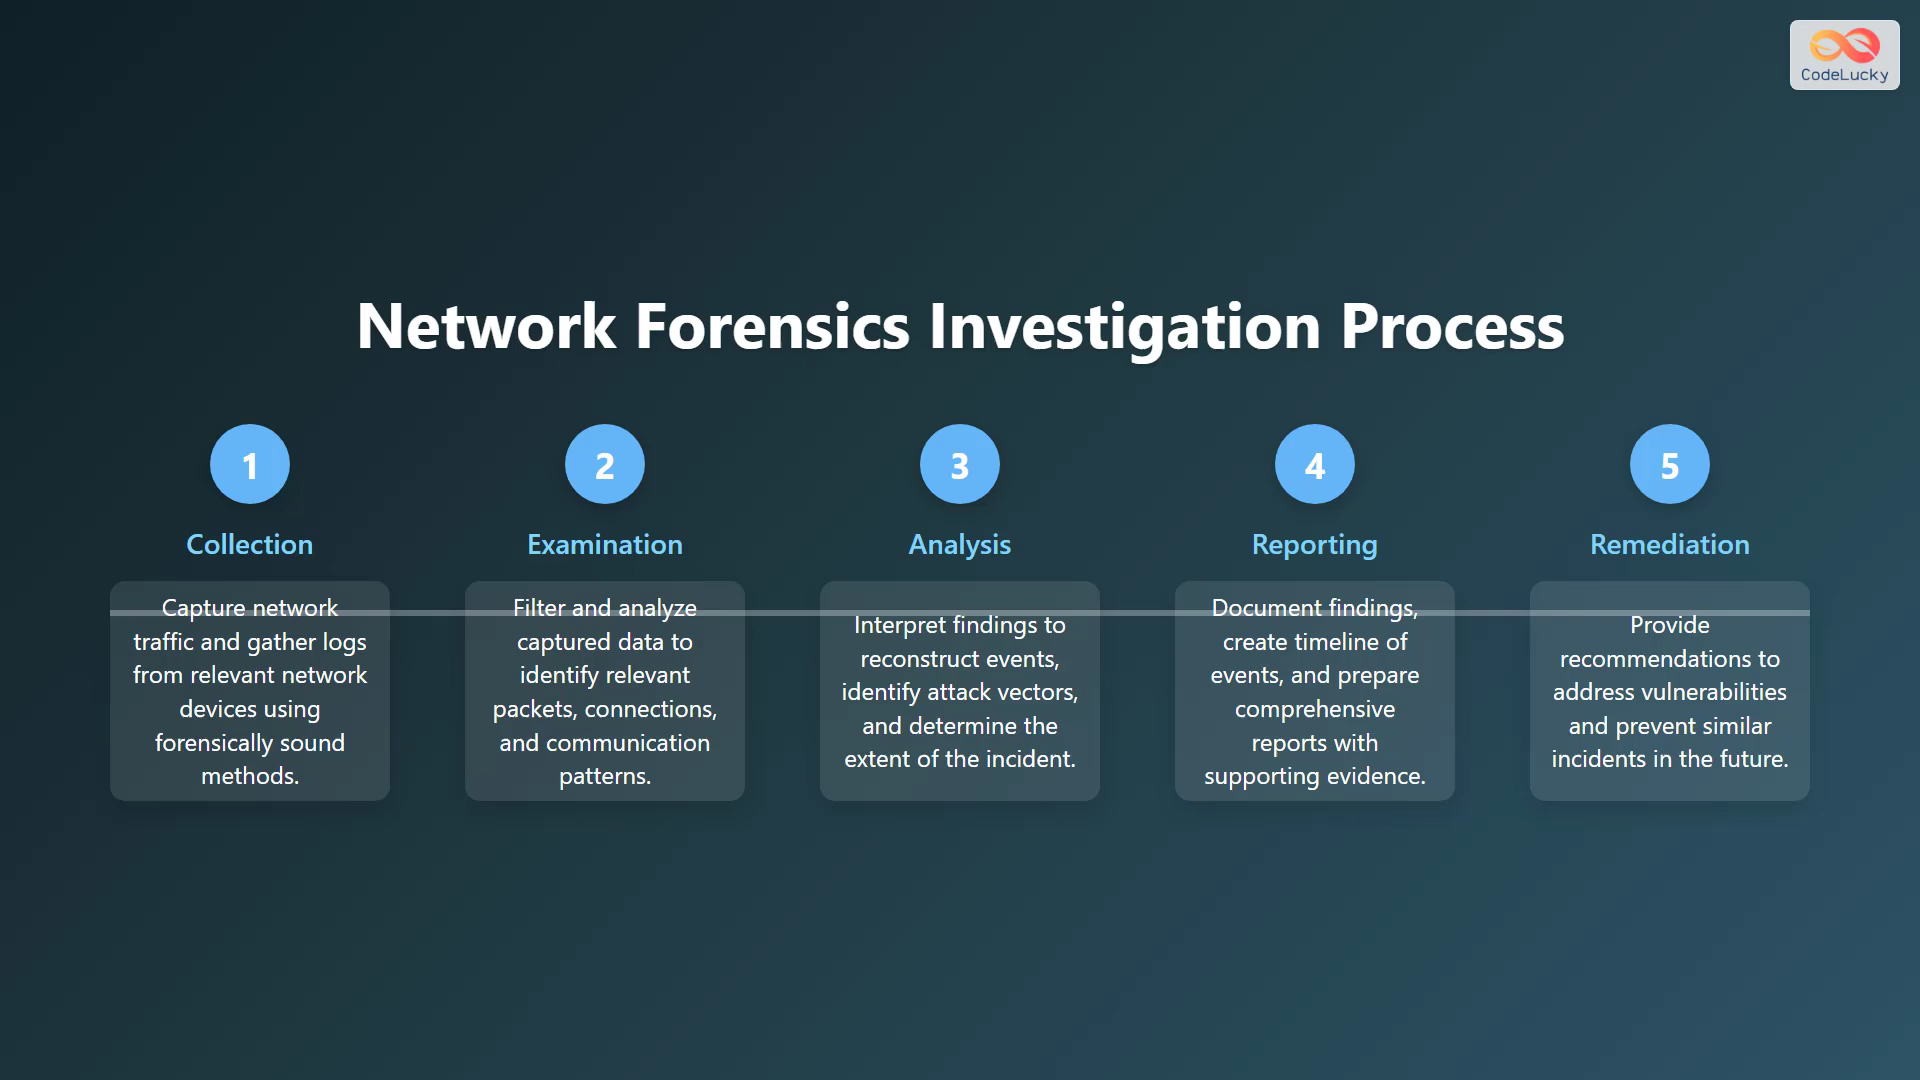 CodeLucky
Network Forensics Investigation Process
1
Collection
Capture network
traffic and gather logs
from relevant network
devices using
forensically sound
methods.
2
Examination
Filter and analyze
captured data to
identify relevant
packets, connections,
and communication
patterns.
3
Analysis
Interpret findings to
reconstruct events,
identify attack vectors,
and determine the
extent of the incident.
4
Reporting
Document findings,
create timeline of
events, and prepare
comprehensive
reports with
supporting evidence.
5
Remediation
Provide
recommendations to
address vulnerabilities
and prevent similar
incidents in the future.